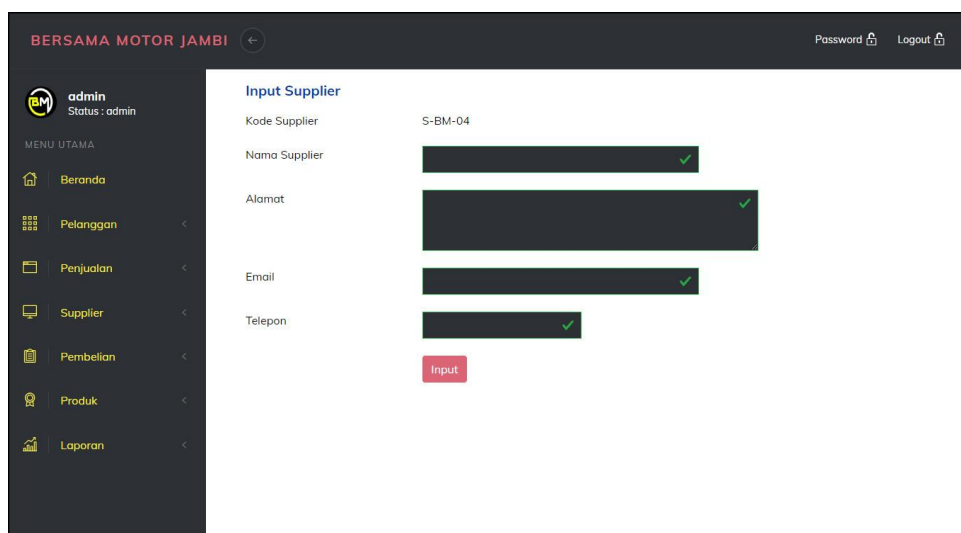 BERSAMA MOTOR JAMBI
Password
Logout
BM
admin
Status : admin
MENU UTAMA
Beranda
Pelanggan
Penjualan
Supplier
Pembelian
Produk
Laporan
Input Supplier
Kode Supplier S-BM-04
Nama Supplier
Alamat
Email
Telepon
Input